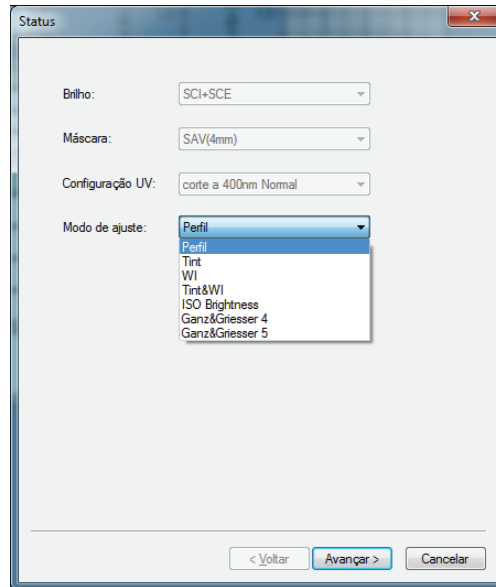 Status
Brilho: SCI+SCE
Máscara: SAV(4mm)
Configuração UV: corte a 400nm Normal
Modo de ajuste: Perfil
Perfil
Tint
WI
Tint&WI
ISO Brightness
Ganz&Griesser 4
Ganz&Griesser 5
< Voltar Avançar > Cancelar